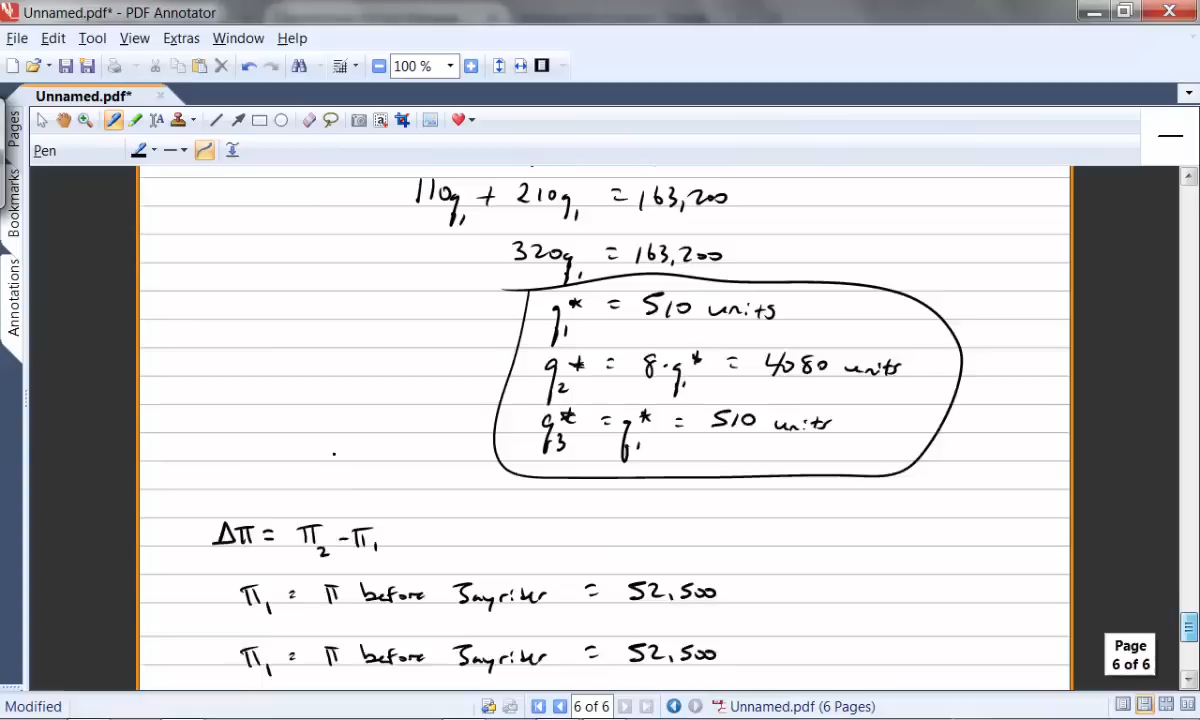 Unnamed.pdf* - PDF Annotator
File Edit Tool View Extras Window Help
100 %
Unnamed.pdf*
Pen
Pages
Bookmarks
Annotations
110q₁ + 210q₁ = 163,200
320q₁ = 163,200
q₁* = 510 units
q₂* = 8·q₁* = 4080 units
q₃* = q₁* = 510 units
Δπ = π₂ - π₁
π₁ = π before = 52,500
π₁ = π before = 52,500
Page
6 of 6
Modified
6 of 6
Unnamed.pdf (6 Pages)